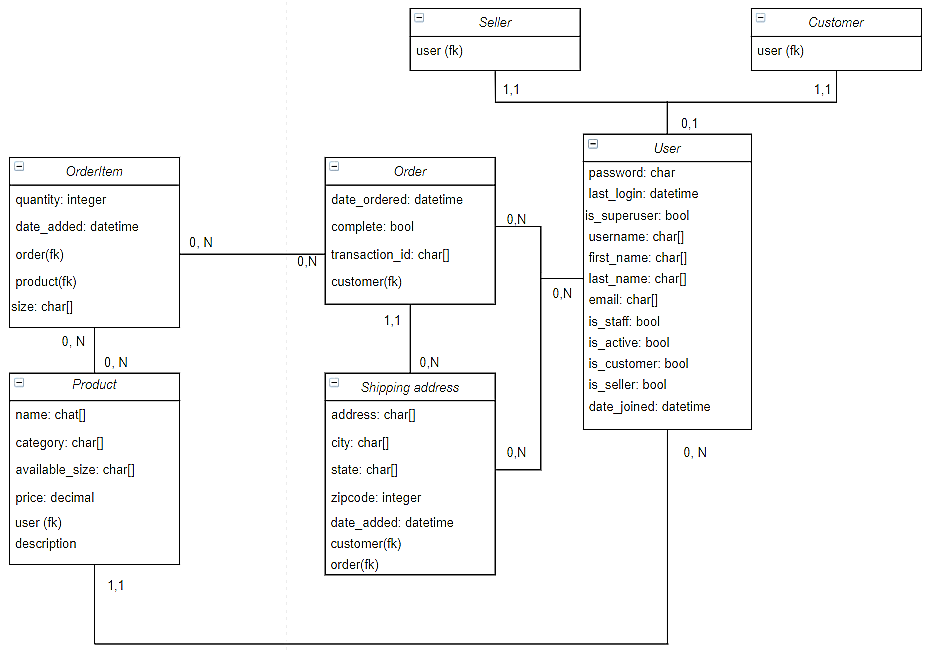 Seller
user (fk)
Customer
user (fk)
1,1
1,1
0,1
User
password: char
last_login: datetime
is_superuser: bool
username: char[]
first_name: char[]
last_name: char[]
email: char[]
is_staff: bool
is_active: bool
is_customer: bool
is_seller: bool
date_joined: datetime
OrderItem
quantity: integer
date_added: datetime
order(fk)
product(fk)
size: char[]
0, N
0,N
Order
date_ordered: datetime
complete: bool
transaction_id: char[]
customer(fk)
0,N
0,N
0,N
1,1
0,N
0, N
0, N
Product
name: chat[]
category: char[]
available_size: char[]
price: decimal
user (fk)
description
Shipping address
address: char[]
city: char[]
state: char[]
zipcode: integer
date_added: datetime
customer(fk)
order(fk)
0, N
1,1